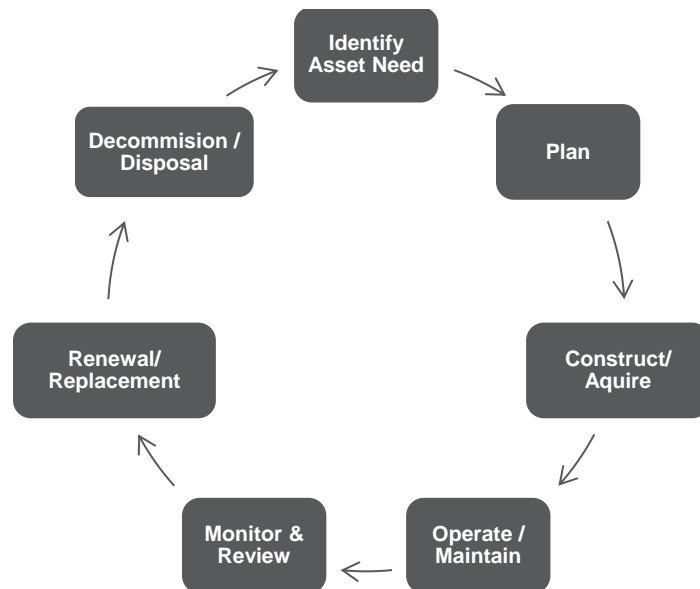 Identify
Asset Need
Plan
Construct/
Aquire
Operate /
Maintain
Monitor &
Review
Renewal/
Replacement
Decommision /
Disposal